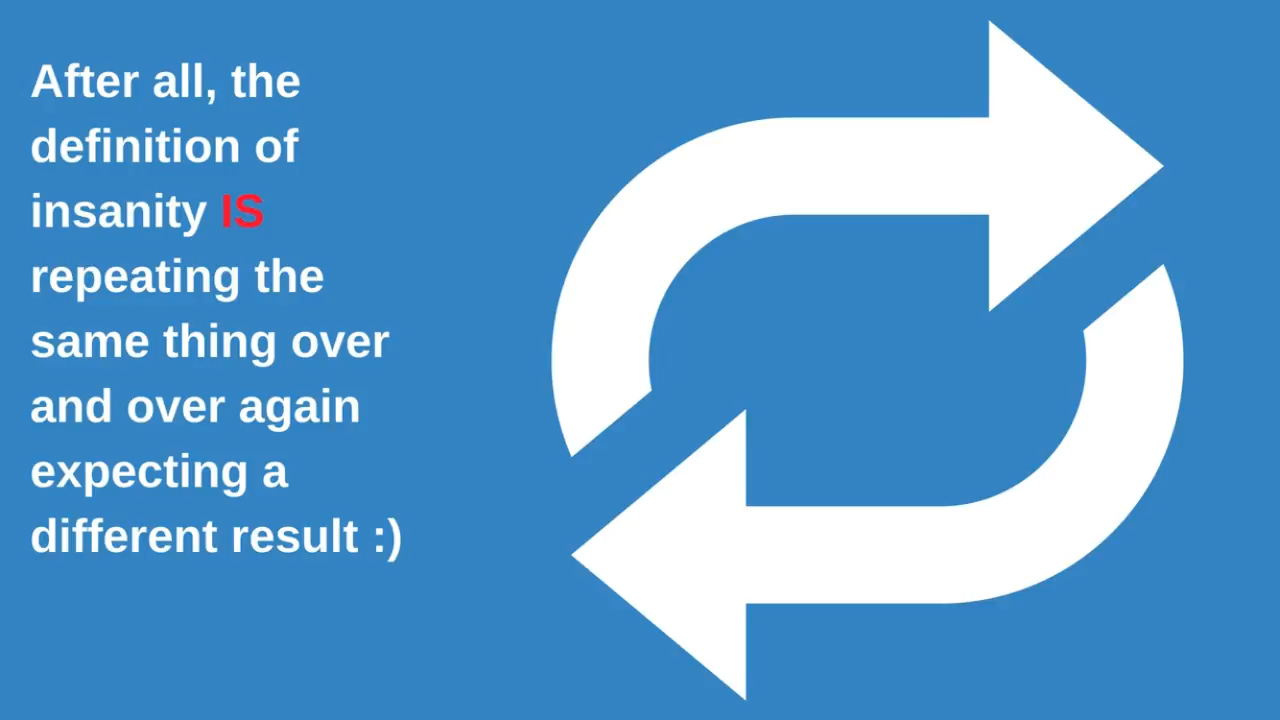 After all, the
definition of
insanity IS
repeating the
same thing over
and over again
expecting a
different result :)